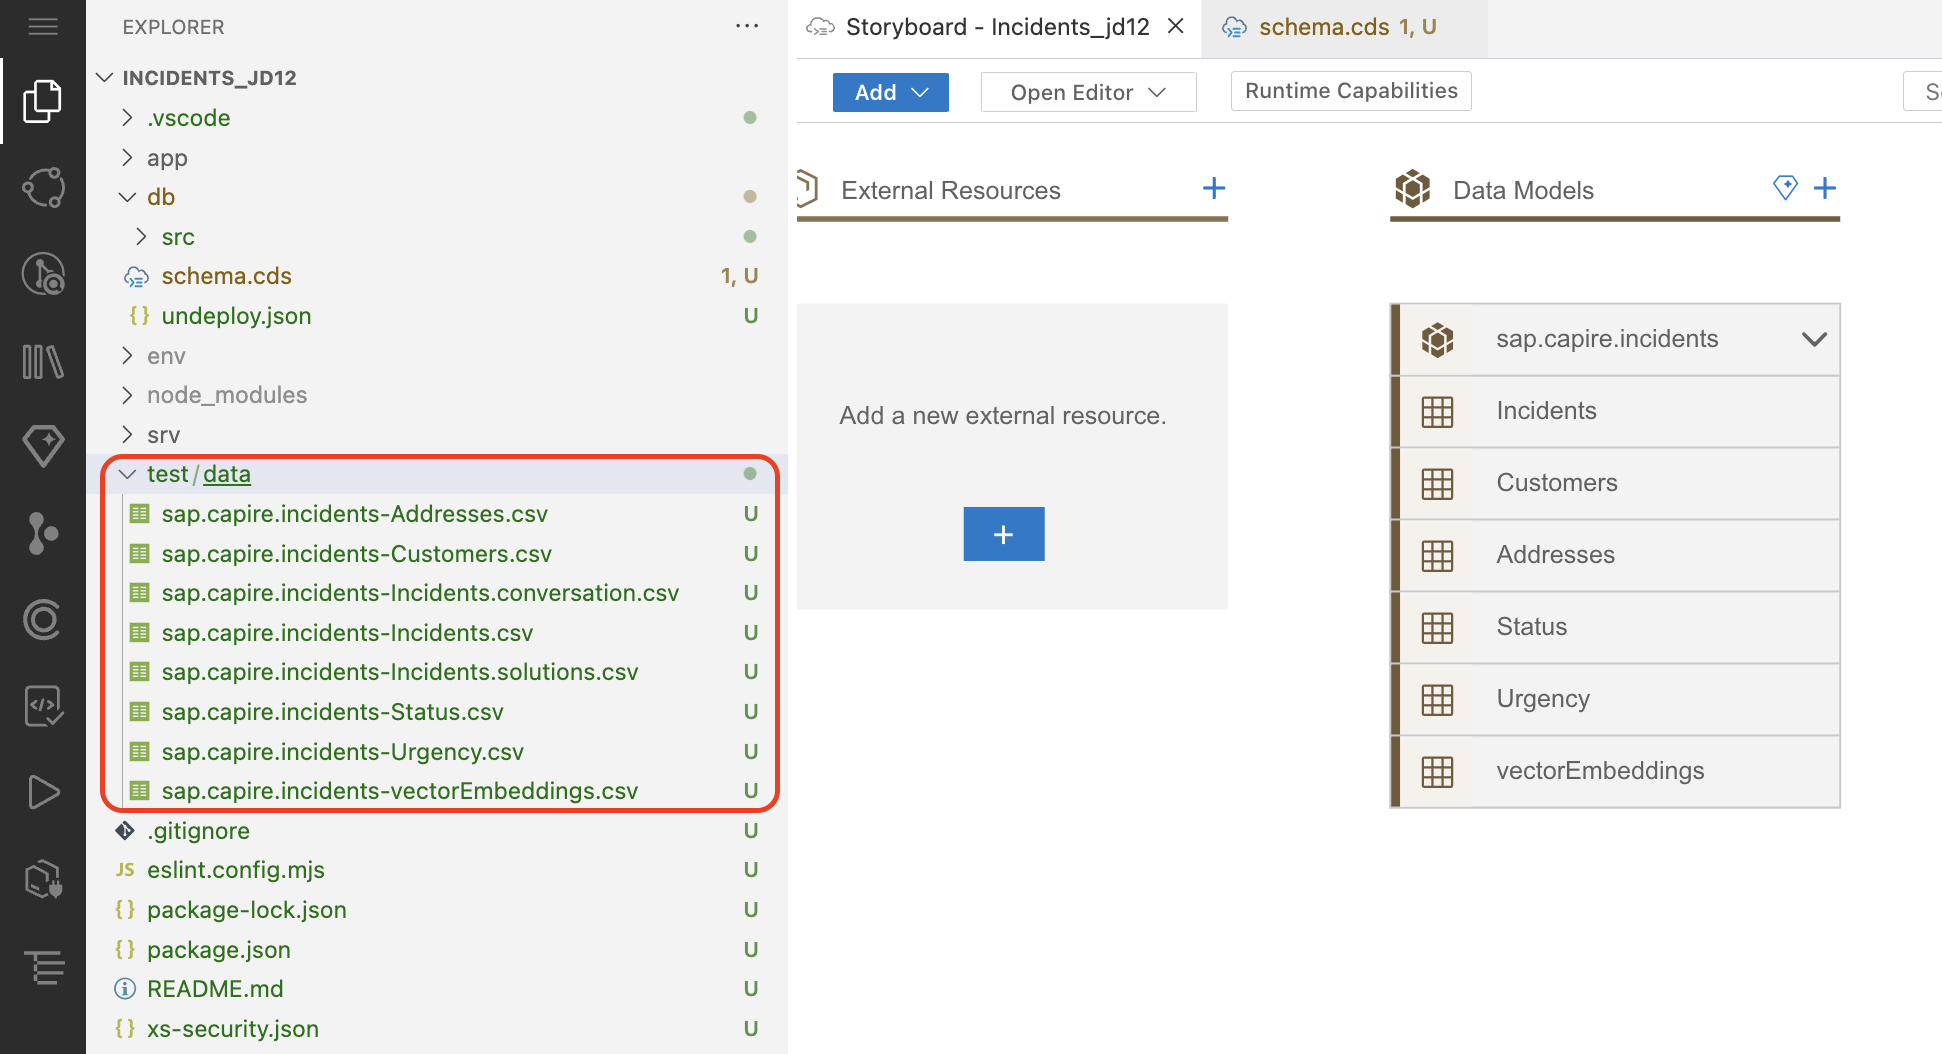 EXPLORER
INCIDENTS_JD12
.vscode
app
db
src
schema.cds 1, U
undeploy.json U
env
node_modules
srv
test / data
sap.capire.incidents-Addresses.csv U
sap.capire.incidents-Customers.csv U
sap.capire.incidents-Incidents.conversation.csv U
sap.capire.incidents-Incidents.csv U
sap.capire.incidents-Incidents.solutions.csv U
sap.capire.incidents-Status.csv U
sap.capire.incidents-Urgency.csv U
sap.capire.incidents-vectorEmbeddings.csv U
.gitignore U
JS eslint.config.mjs U
{} package-lock.json U
{} package.json U
README.md U
{} xs-security.json U
Storyboard - Incidents_jd12
schema.cds 1, U
Add
Open Editor
Runtime Capabilities
External Resources
Add a new external resource.
Data Models
sap.capire.incidents
Incidents
Customers
Addresses
Status
Urgency
vectorEmbeddings